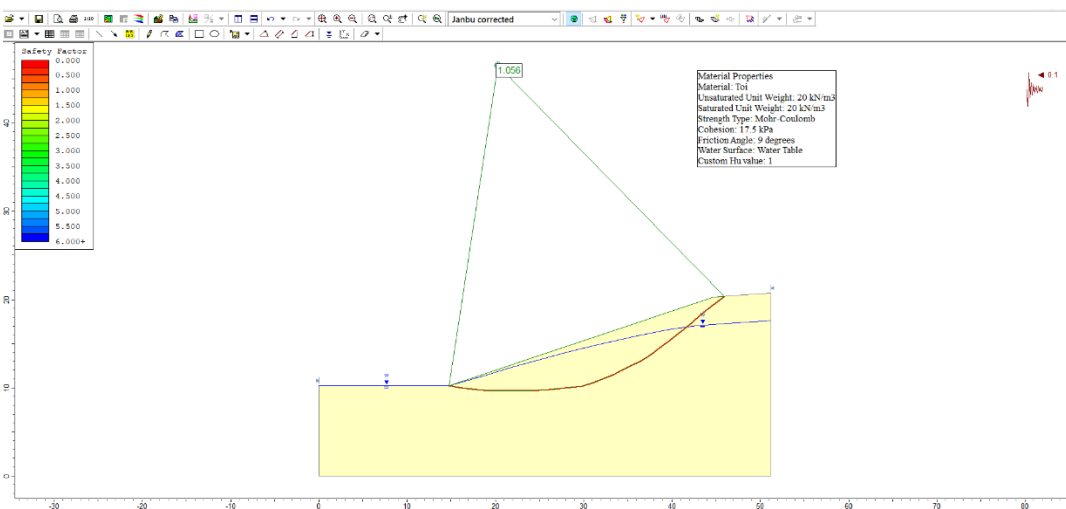 Janbu corrected
Safety Factor
0.000
0.500
1.000
1.500
2.000
2.500
3.000
3.500
4.000
4.500
5.000
5.500
6.000+
1.056
Material Properties
Material: Toi
Unsaturated Unit Weight: 20 kN/m3
Saturated Unit Weight: 20 kN/m3
Strength Type: Mohr-Coulomb
Cohesion: 17.5 kPa
Friction Angle: 9 degrees
Water Surface: Water Table
Custom Hu value: 1
0.1
40
30
20
10
0
W
W
-30 -20 -10 0 10 20 30 40 50 60 70 80